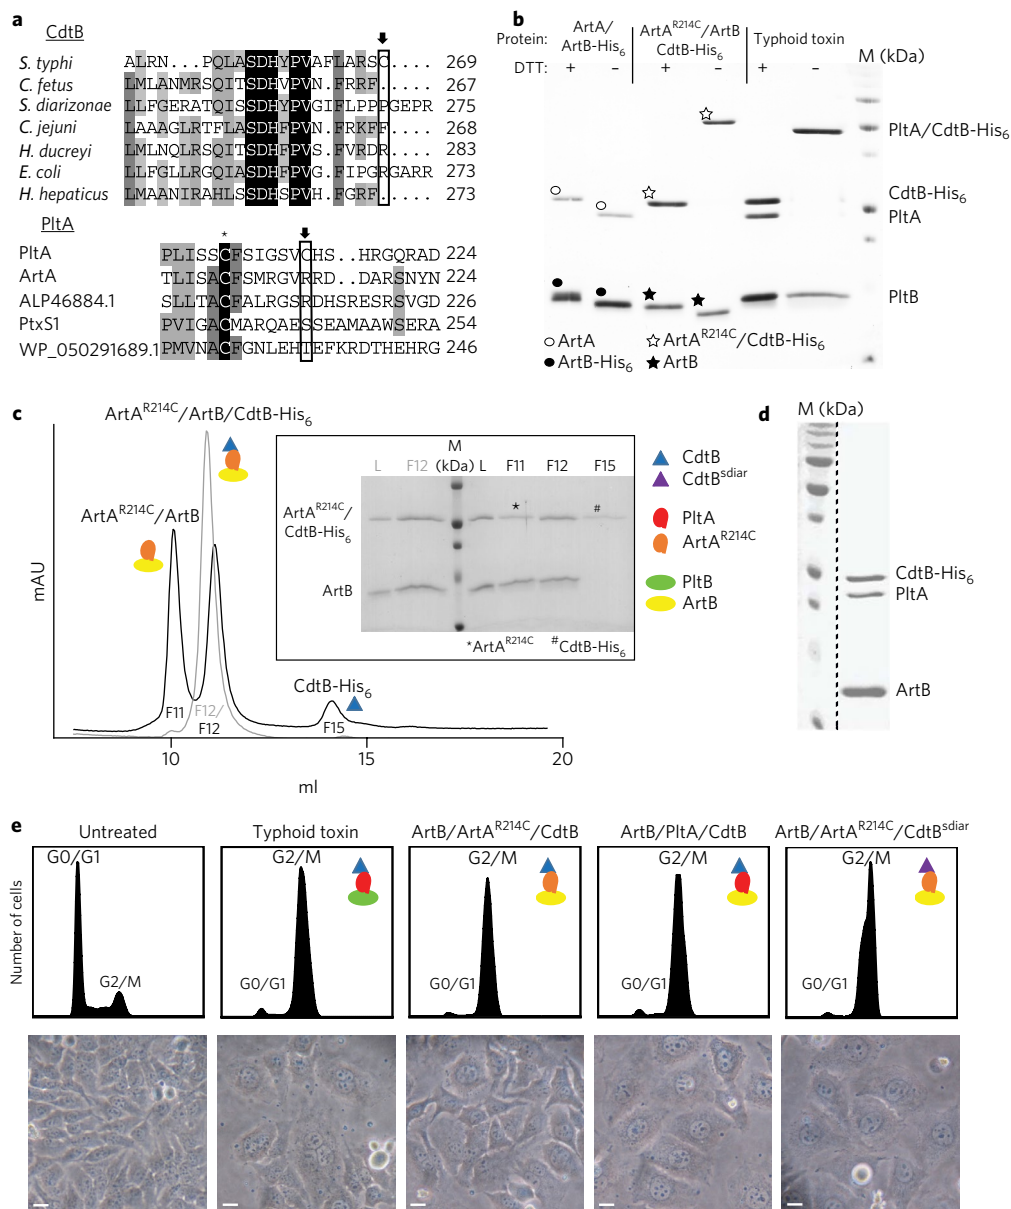 a
CdtB
S. typhi ALRN...PQLASDHYPVAFLARSC.... 269
C. fetus LMLANMRSQITSDHVPVN.FRRF..... 267
S. diarizonae LLFGERATQISSDHYPVGIFLPPPGEPR 275
C. jejuni LAAAGLRTFLASDHFPVN.FRKFF.... 268
H. ducreyi LMLNQLRSQITSDHFPVS.FVRDR.... 283
E. coli LLFGLLRGQIASDHFPVG.FIPGRGARR 273
H. hepaticus LMAANIRAHLSSDHSPVH.FGRF..... 273
PltA
*
PltA PLISSCFSIGSVCHS..HRGQRAD 224
ArtA TLISACFSMRGVRRD..DARSNYN 224
ALP46884.1 SLLTACFALRGSRDHSRESRSVGD 226
PtxS1 PVIGACMARQAESSEAMAAWSERA 254
WP_050291689.1 PMVNACFGNLEHTEFKRDTHEHRG 246
b
Protein:
ArtA/
ArtB-His6
ArtAR214C/ArtB
CdtB-His6
Typhoid toxin
M (kDa)
DTT: + – + – + –
PltA/CdtB-His6
CdtB-His6
PltA
PltB
ArtA
ArtAR214C/CdtB-His6
ArtB-His6
ArtB
c
ArtAR214C/ArtB/CdtB-His6
ArtAR214C/ArtB
mAU
F11
F12/
F12
CdtB-His6
F15
10 15 20
ml
M
L F12 (kDa) L F11 F12 F15
ArtAR214C/
CdtB-His6
* #
ArtB
*ArtAR214C #CdtB-His6
CdtB
CdtBsdiar
PltA
ArtAR214C
PltB
ArtB
d
M (kDa)
CdtB-His6
PltA
ArtB
e
Untreated
Typhoid toxin
ArtB/ArtAR214C/CdtB
ArtB/PltA/CdtB
ArtB/ArtAR214C/CdtBsdiar
Number of cells
G0/G1
G2/M
G2/M
G0/G1
G2/M
G0/G1
G2/M
G0/G1
G2/M
G0/G1